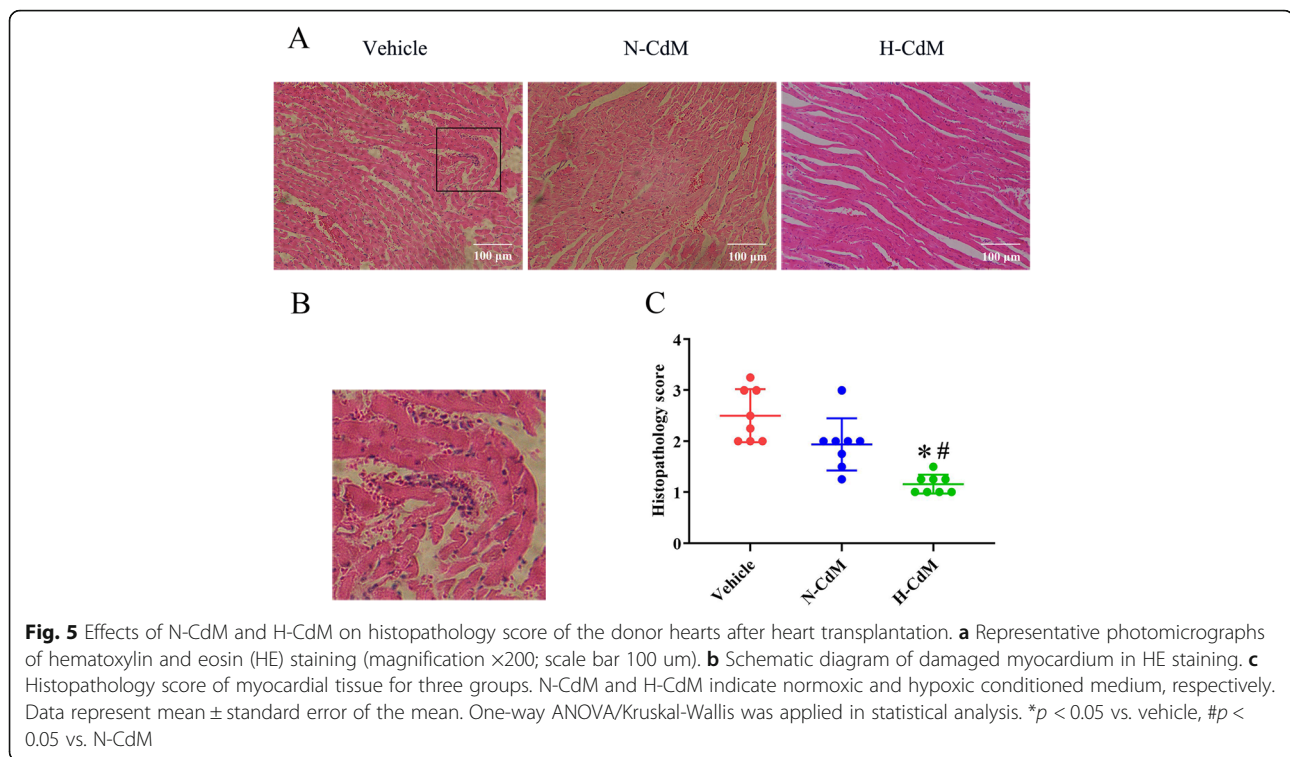 A
Vehicle
N-CdM
H-CdM
100 μm
100 μm
100 μm
B
C
Histopathology score
4
3
2
1
0
* #
Vehicle
N-CdM
H-CdM
Fig. 5 Effects of N-CdM and H-CdM on histopathology score of the donor hearts after heart transplantation. a Representative photomicrographs
of hematoxylin and eosin (HE) staining (magnification ×200; scale bar 100 um). b Schematic diagram of damaged myocardium in HE staining. c
Histopathology score of myocardial tissue for three groups. N-CdM and H-CdM indicate normoxic and hypoxic conditioned medium, respectively.
Data represent mean ± standard error of the mean. One-way ANOVA/Kruskal-Wallis was applied in statistical analysis. *p < 0.05 vs. vehicle, #p <
0.05 vs. N-CdM